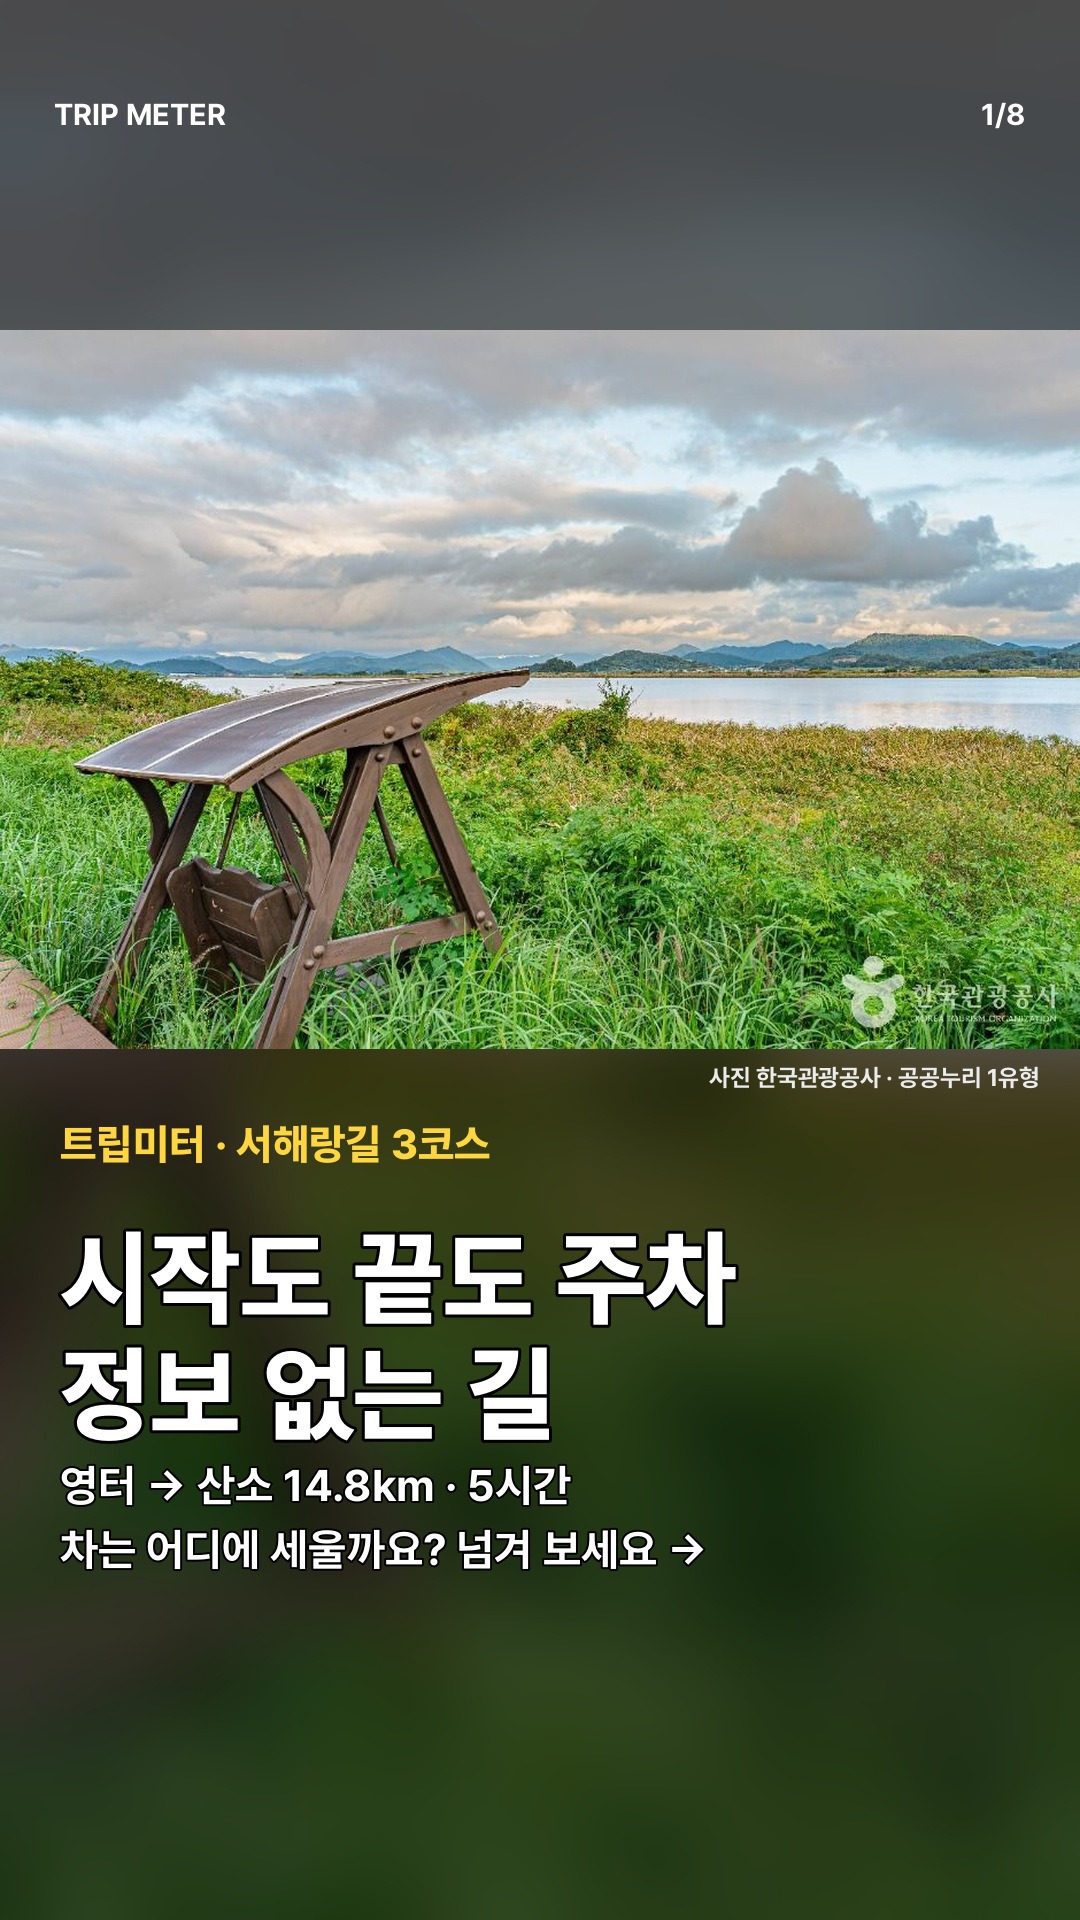 TRIP METER
1/8
한국관광공사
KOREA TOURISM ORGANIZATION
사진 한국관광공사 · 공공누리 1유형
트립미터 · 서해랑길 3코스
시작도 끝도 주차
정보 없는 길
영터 → 산소 14.8km · 5시간
차는 어디에 세울까요? 넘겨 보세요 →